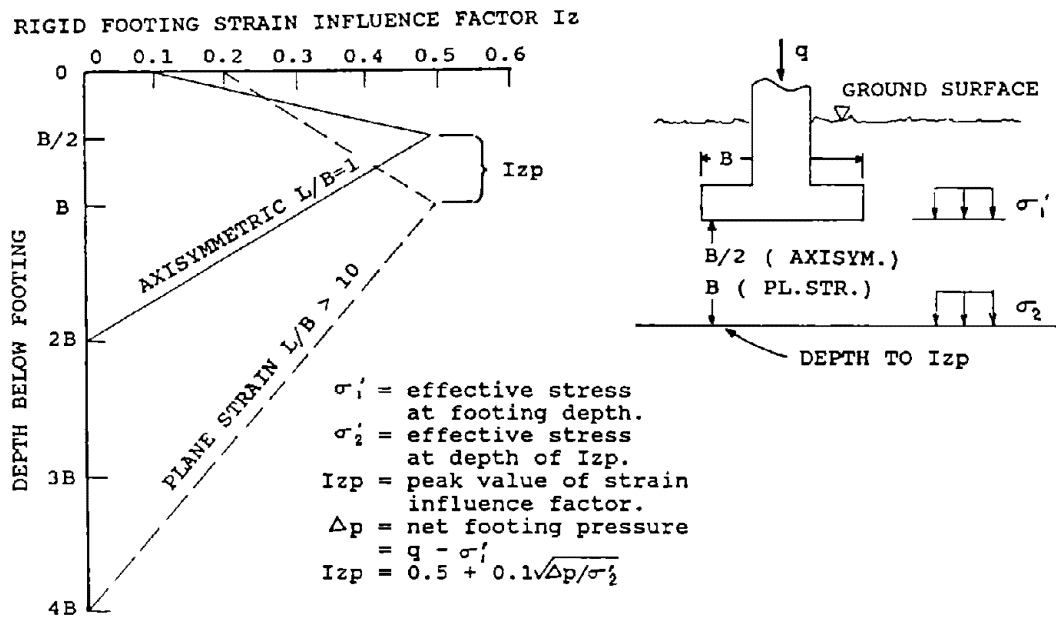 RIGID FOOTING STRAIN INFLUENCE FACTOR Iz
0 0.1 0.2 0.3 0.4 0.5 0.6
0
B/2
B
2B
3B
4B
DEPTH BELOW FOOTING
AXISYMMETRIC L/B=1
PLANE STRAIN L/B > 10
Izp
q
GROUND SURFACE
B
σ₁'
B/2 ( AXISYM.)
B ( PL.STR.)
σ₂
DEPTH TO Izp
σ₁' = effective stress
at footing depth.
σ₂' = effective stress
at depth of Izp.
Izp = peak value of strain
influence factor.
Δp = net footing pressure
= q - σ₁'
Izp = 0.5 + 0.1√Δp/σ₂'